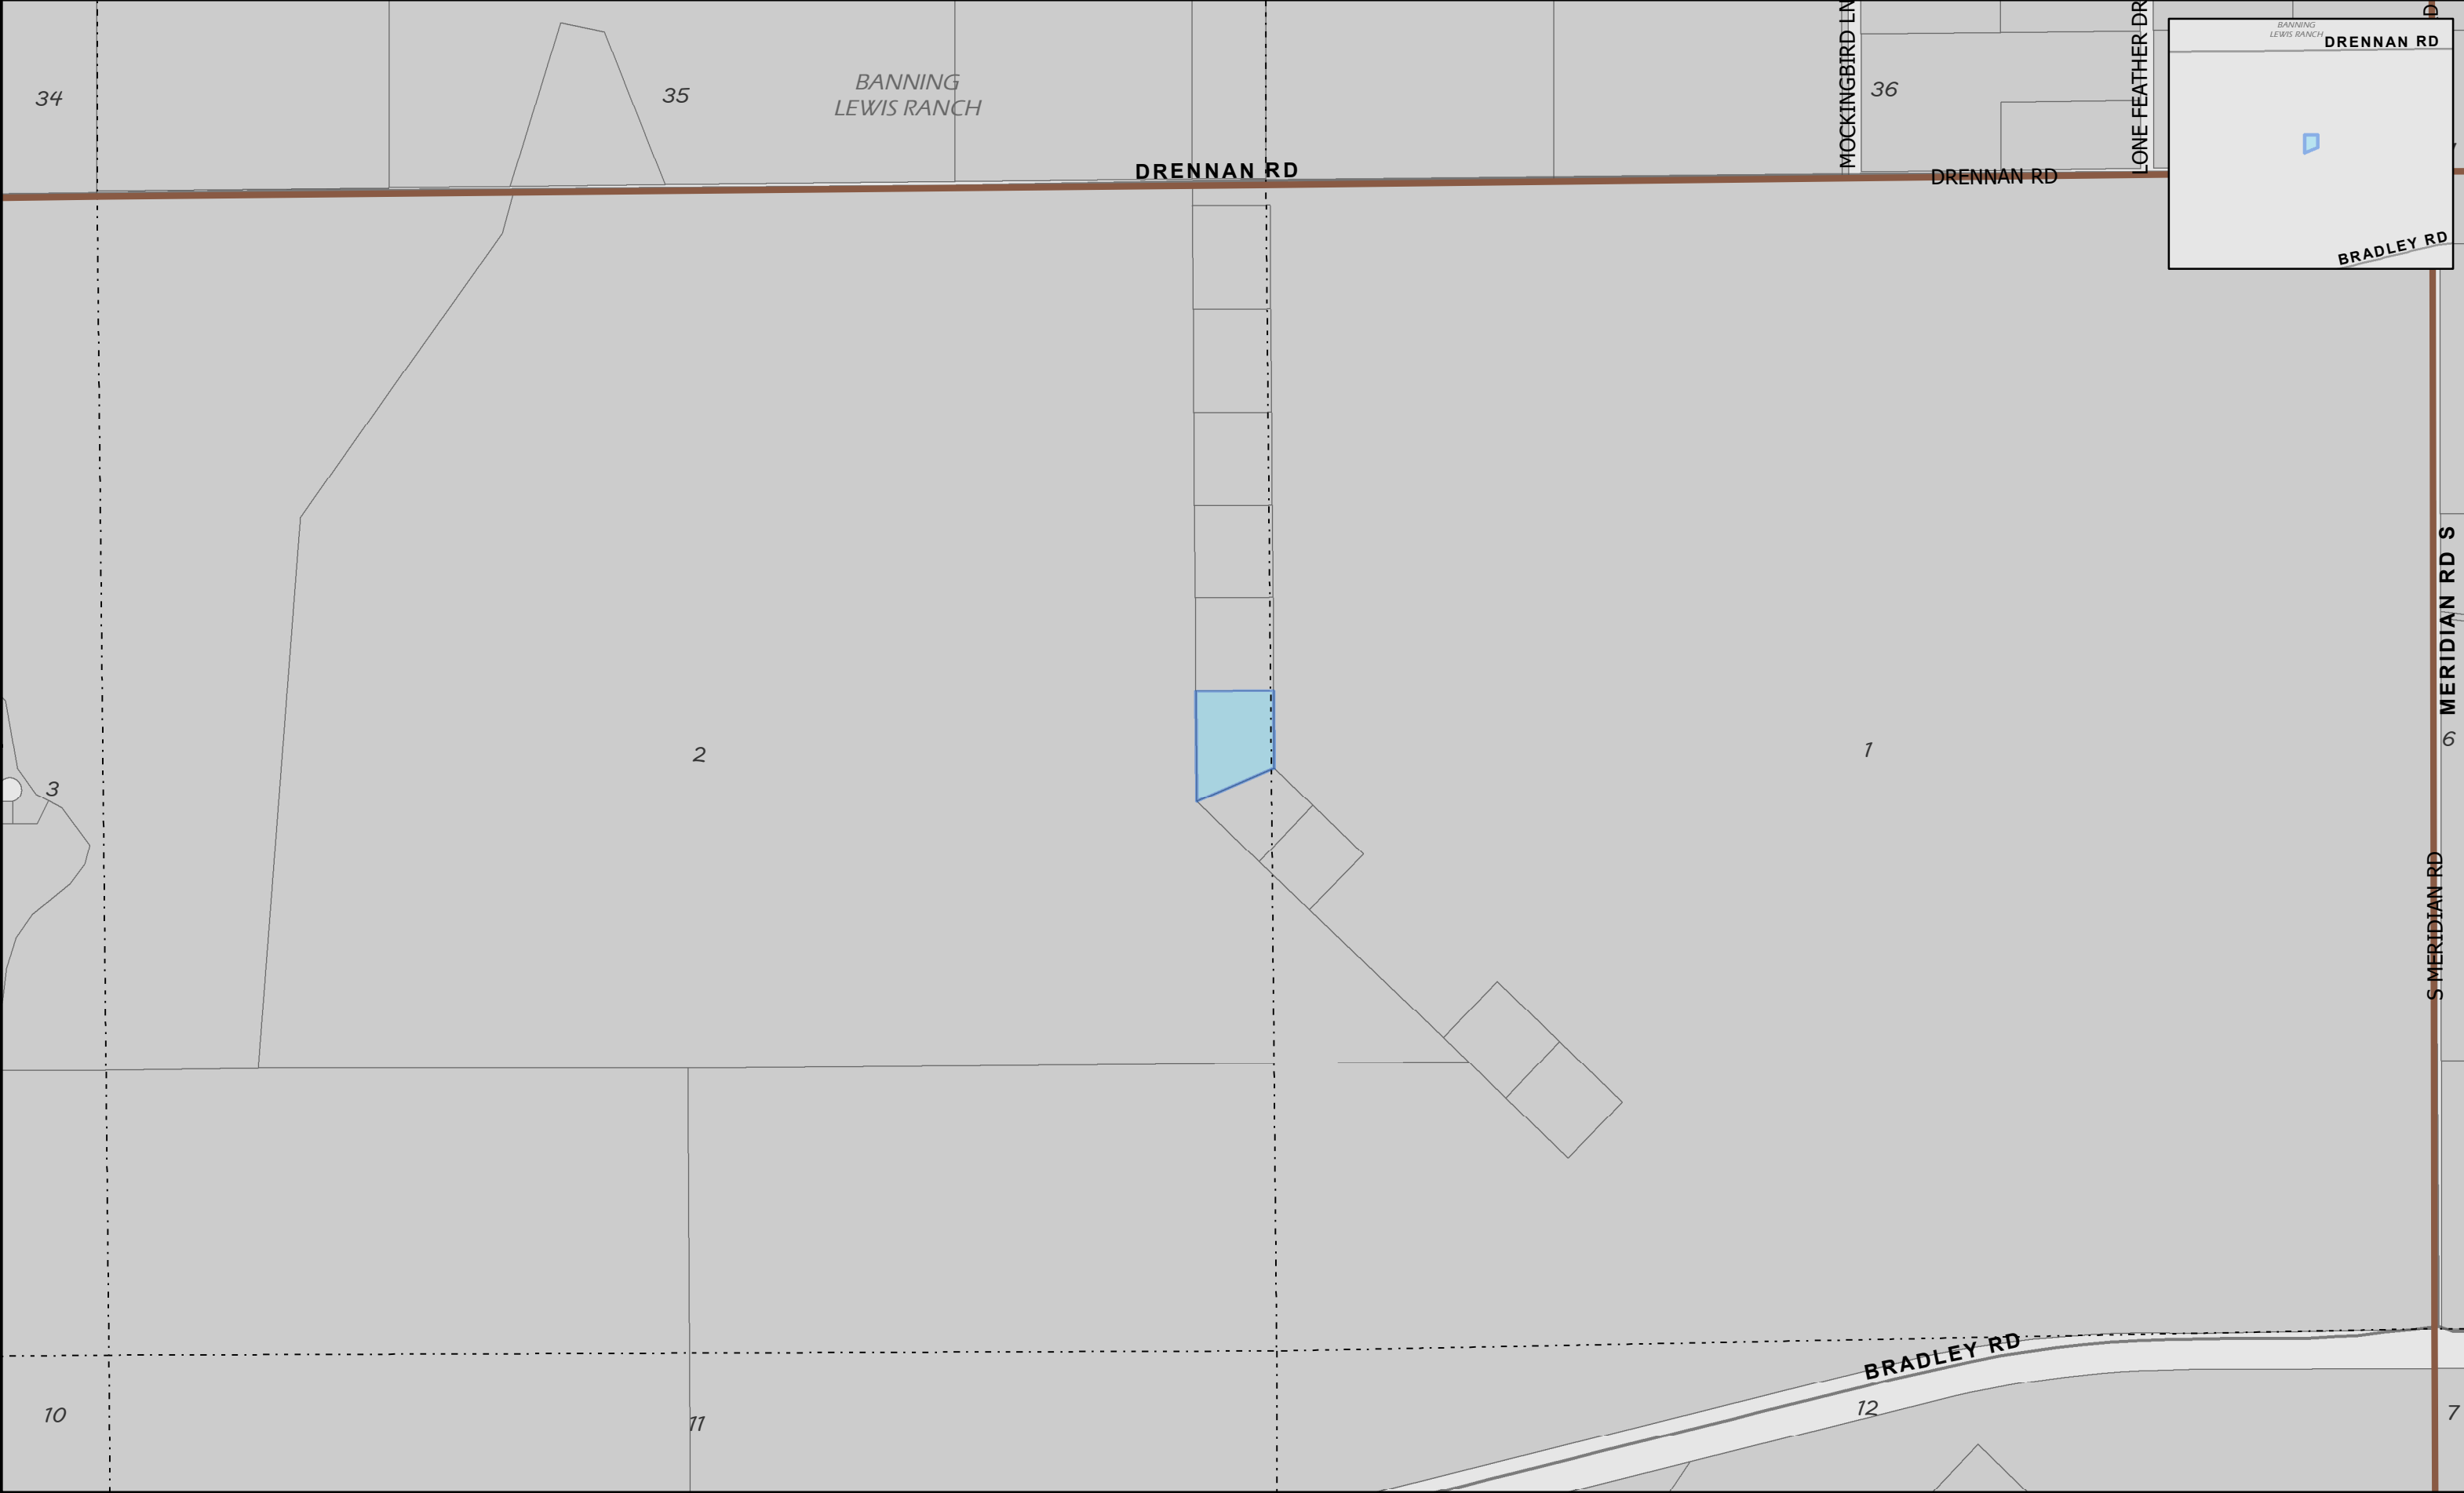 MOCKINGBIRD LN
LONE FEATHER DR
D
BANNING
LEWIS RANCH
DRENNAN RD
34
35
BANNING
LEWIS RANCH
36
DRENNAN RD
DRENNAN RD
BRADLEY RD
MERIDIAN RD S
2
1
6
3
S MERIDIAN RD
BRADLEY RD
10
11
12
7